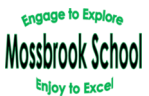 Engage to Explore
Mossbrook School
Enjoy to Excel